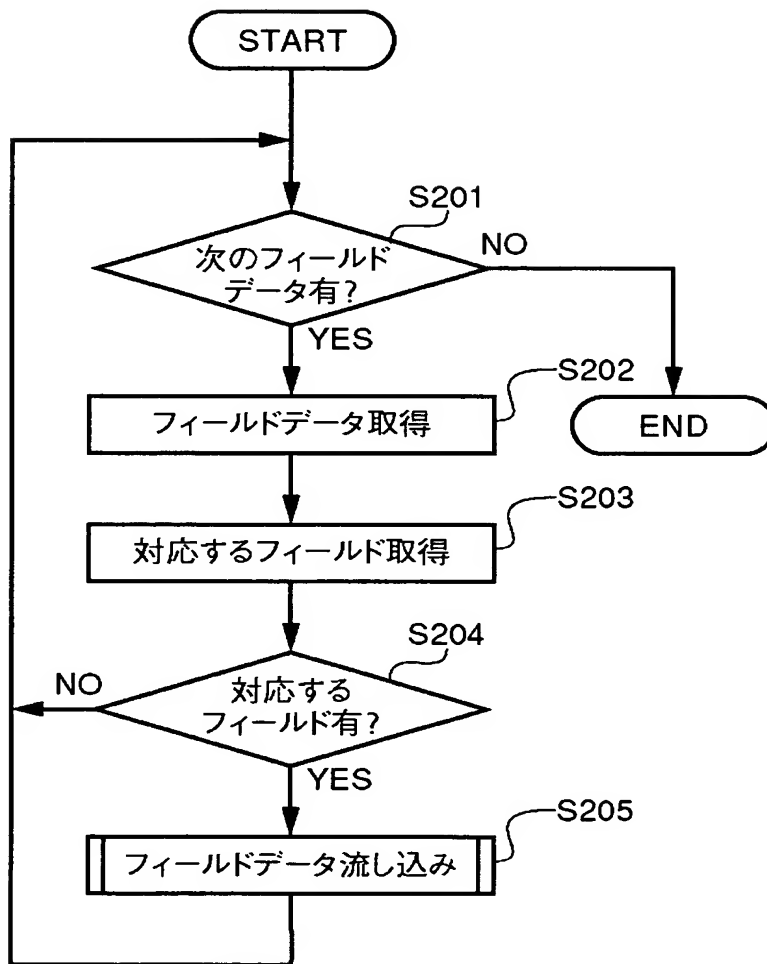 START
S201
次のフィールド
データ有?
NO
YES
S202
フィールドデータ取得
END
S203
対応するフィールド取得
S204
NO
対応する
フィールド有?
YES
S205
フィールドデータ流し込み